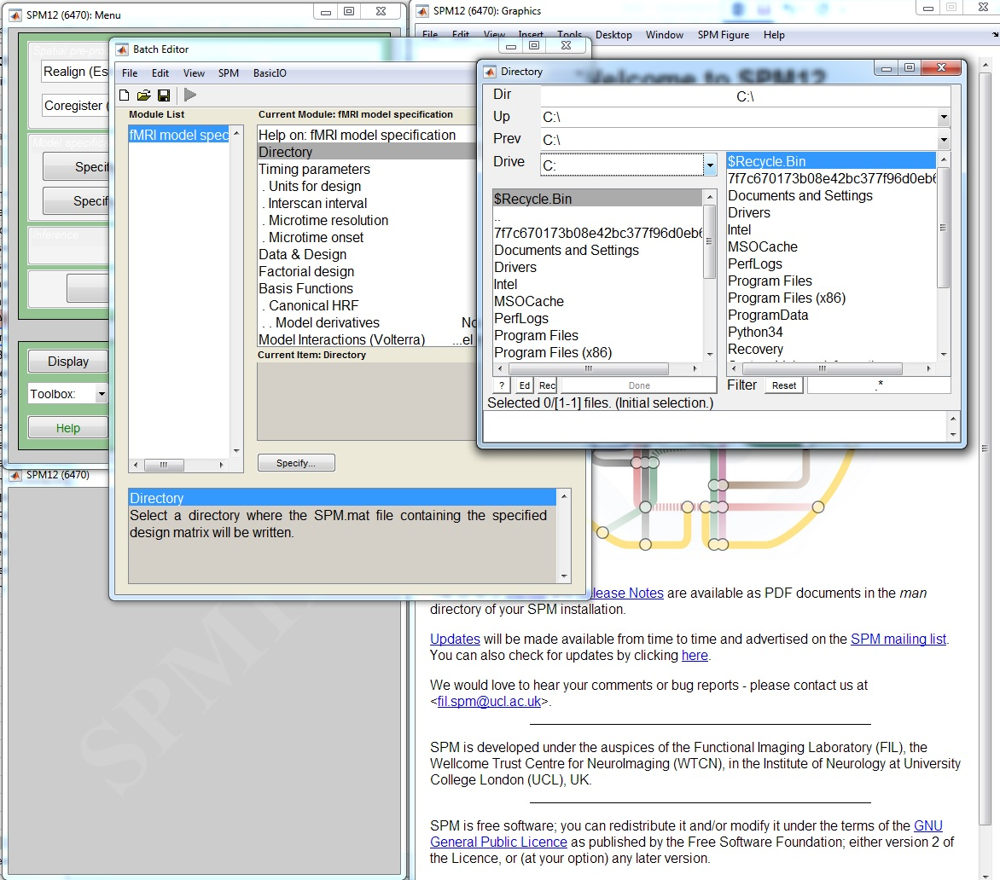 SPM12 (6470): Menu
Spatial pre-pro
Realign (Es
Coregister (
Model specific
Specif
Specif
Inference
Display
Toolbox:
Help
SPM12 (6470)
SPM12
SPM12 (6470): Graphics
File Edit View Insert Tools Desktop Window SPM Figure Help
Welcome to SPM12
Batch Editor
File Edit View SPM BasicIO
Module List
fMRI model spec
Current Module: fMRI model specification
Help on: fMRI model specification
Directory
Timing parameters
. Units for design
. Interscan interval
. Microtime resolution
. Microtime onset
Data & Design
Factorial design
Basis Functions
. Canonical HRF
. . Model derivatives No
Model Interactions (Volterra) ...el
Current Item: Directory
Specify...
Directory
Select a directory where the SPM.mat file containing the specified
design matrix will be written.
Directory
Dir C:\
Up C:\
Prev C:\
Drive C:
$Recycle.Bin
..
7f7c670173b08e42bc377f96d0eb6
Documents and Settings
Drivers
Intel
MSOCache
PerfLogs
Program Files
Program Files (x86)
$Recycle.Bin
7f7c670173b08e42bc377f96d0eb6
Documents and Settings
Drivers
Intel
MSOCache
PerfLogs
Program Files
Program Files (x86)
ProgramData
Python34
Recovery
? Ed Rec Done
Filter Reset .*
Selected 0/[1-1] files. (Initial selection.)
lease Notes are available as PDF documents in the man
directory of your SPM installation.
Updates will be made available from time to time and advertised on the SPM mailing list.
You can also check for updates by clicking here.
We would love to hear your comments or bug reports - please contact us at
<fil.spm@ucl.ac.uk>.
SPM is developed under the auspices of the Functional Imaging Laboratory (FIL), the
Wellcome Trust Centre for NeuroImaging (WTCN), in the Institute of Neurology at University
College London (UCL), UK.
SPM is free software; you can redistribute it and/or modify it under the terms of the GNU
General Public Licence as published by the Free Software Foundation; either version 2 of
the Licence, or (at your option) any later version.